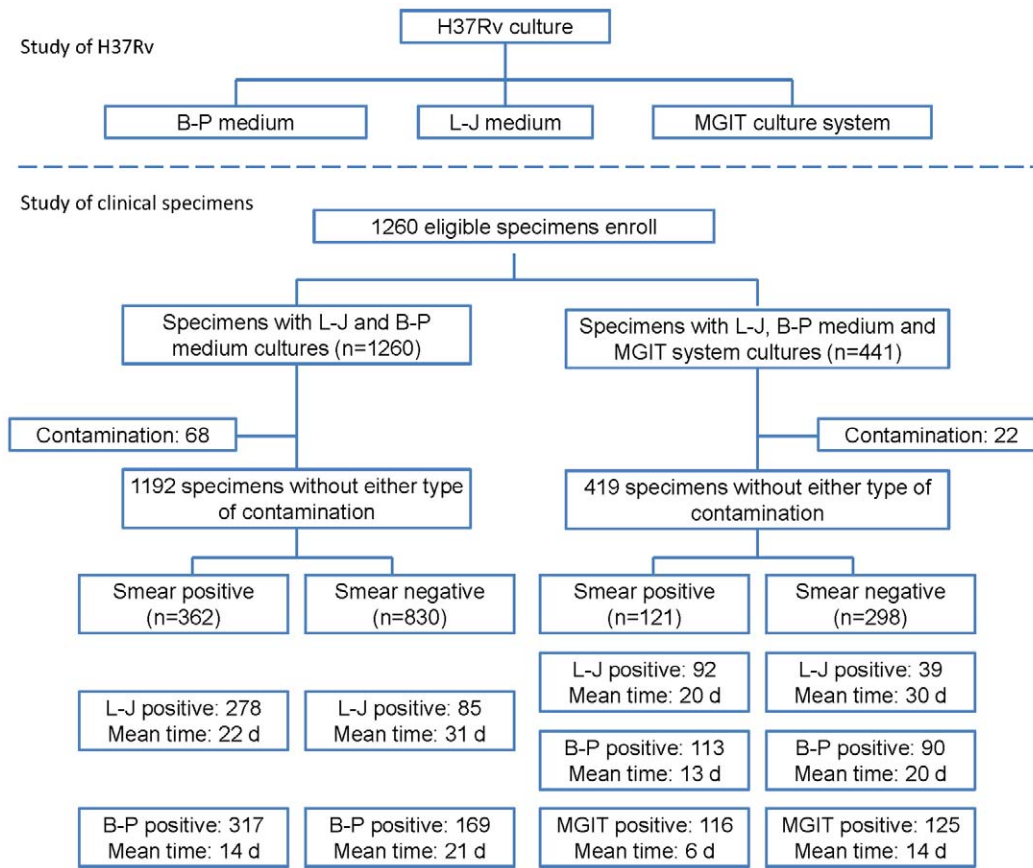 H37Rv culture
Study of H37Rv
B-P medium
L-J medium
MGIT culture system
Study of clinical specimens
1260 eligible specimens enroll
Specimens with L-J and B-P
medium cultures (n=1260)
Specimens with L-J, B-P medium and
MGIT system cultures (n=441)
Contamination: 68
Contamination: 22
1192 specimens without either type
of contamination
419 specimens without either type of
contamination
Smear positive
(n=362)
Smear negative
(n=830)
Smear positive
(n=121)
Smear negative
(n=298)
L-J positive: 278
Mean time: 22 d
L-J positive: 85
Mean time: 31 d
L-J positive: 92
Mean time: 20 d
L-J positive: 39
Mean time: 30 d
B-P positive: 113
Mean time: 13 d
B-P positive: 90
Mean time: 20 d
B-P positive: 317
Mean time: 14 d
B-P positive: 169
Mean time: 21 d
MGIT positive: 116
Mean time: 6 d
MGIT positive: 125
Mean time: 14 d